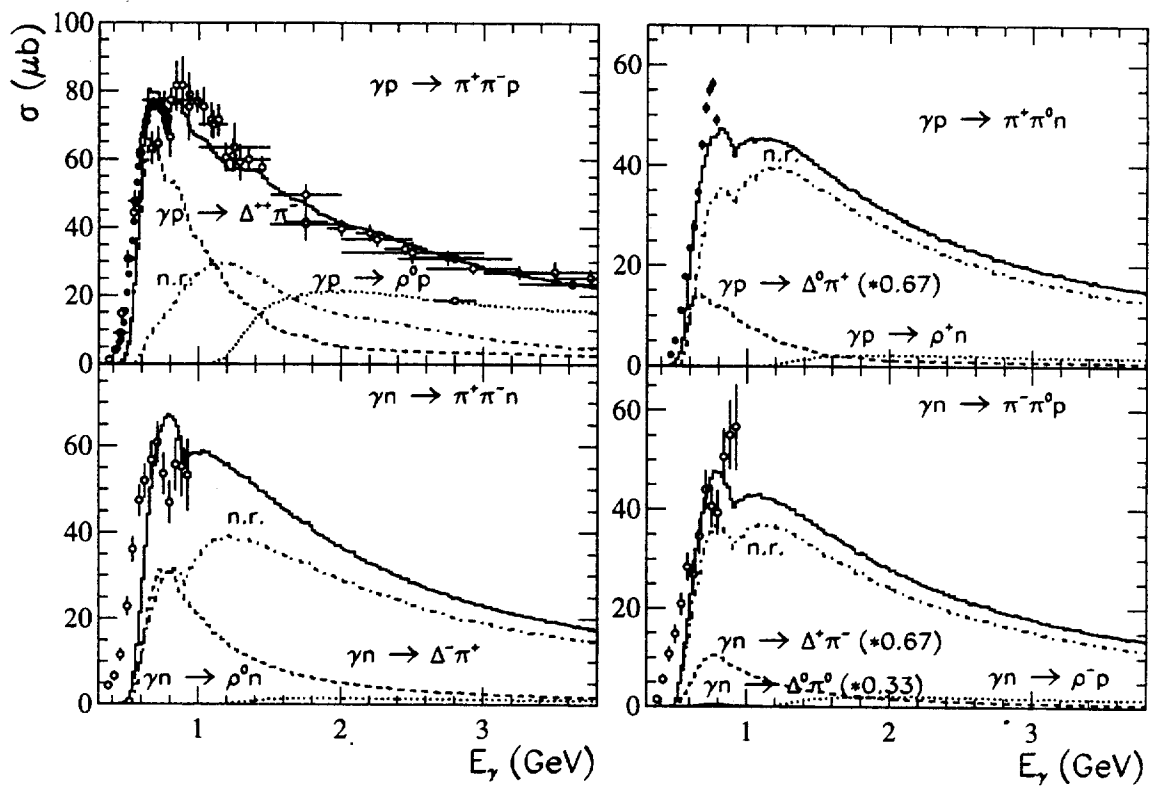 σ (μb)
100
80
60
40
20
0
γp → π⁺π⁻p
γp → Δ⁺⁺π⁻
n.r.
γp → ρ⁰p
60
40
20
0
γp → π⁺π⁰n
n.r.
γp → Δ⁰π⁺ (*0.67)
γp → ρ⁺n
60
40
20
0
γn → π⁺π⁻n
n.r.
γn → Δ⁻π⁺
γn → ρ⁰n
1 2 3
E_γ (GeV)
60
40
20
0
γn → π⁻π⁰p
n.r.
γn → Δ⁺π⁻ (*0.67)
γn → Δ⁰π⁰ (*0.33)
γn → ρ⁻p
1 2 3
E_γ (GeV)